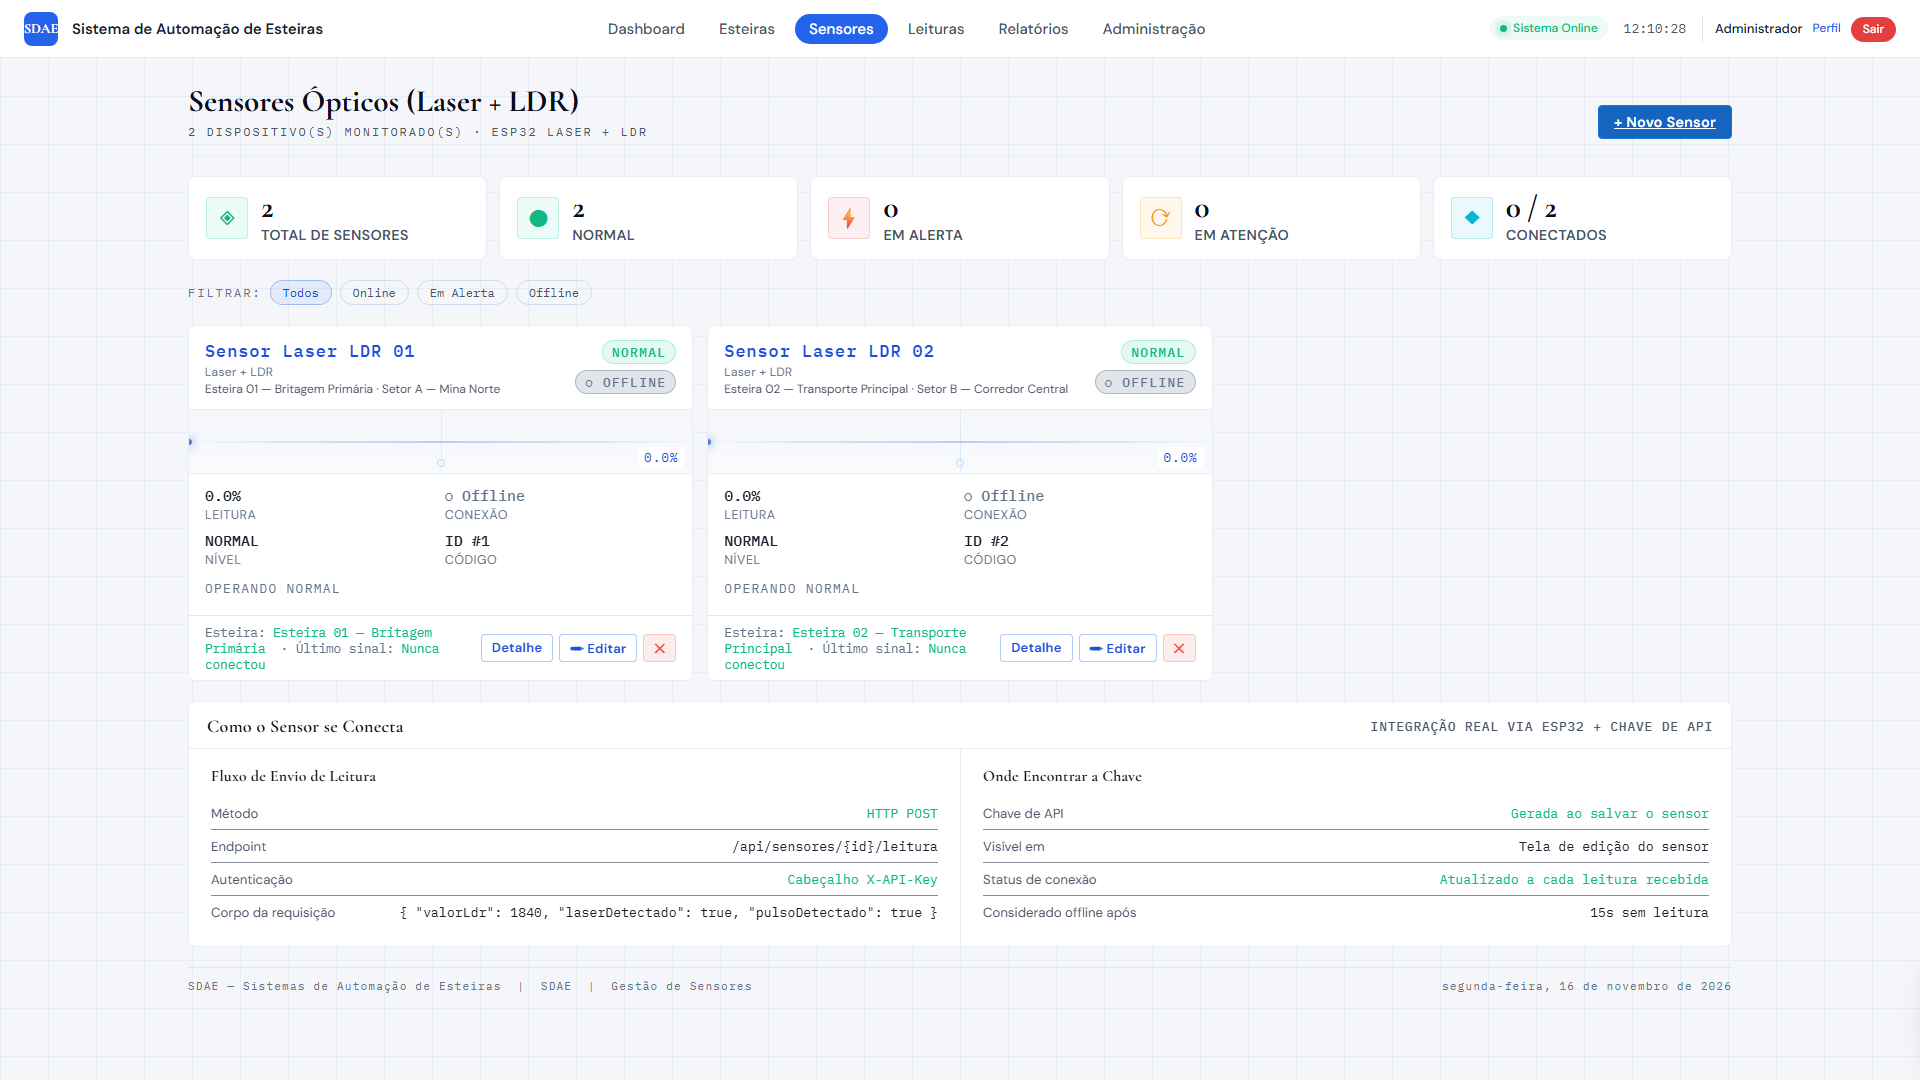 SDAE Sistema de Automação de Esteiras Dashboard Esteiras Sensores Leituras Relatórios Administração Sistema Online 12:10:28 Administrador Perfil Sair
Sensores Ópticos (Laser + LDR)
2 DISPOSITIVO(S) MONITORADO(S) · ESP32 LASER + LDR
+ Novo Sensor
2
TOTAL DE SENSORES
2
NORMAL
0
EM ALERTA
0
EM ATENÇÃO
0 / 2
CONECTADOS
FILTRAR: Todos Online Em Alerta Offline
Sensor Laser LDR 01
NORMAL
Laser + LDR
○ OFFLINE
Esteira 01 — Britagem Primária · Setor A — Mina Norte
0.0%
0.0%
LEITURA
○ Offline
CONEXÃO
NORMAL
NÍVEL
ID #1
CÓDIGO
OPERANDO NORMAL
Esteira: Esteira 01 — Britagem
Primária · Último sinal: Nunca
conectou
Detalhe Editar ✕
Sensor Laser LDR 02
NORMAL
Laser + LDR
○ OFFLINE
Esteira 02 — Transporte Principal · Setor B — Corredor Central
0.0%
0.0%
LEITURA
○ Offline
CONEXÃO
NORMAL
NÍVEL
ID #2
CÓDIGO
OPERANDO NORMAL
Esteira: Esteira 02 — Transporte
Principal · Último sinal: Nunca
conectou
Detalhe Editar ✕
Como o Sensor se Conecta
INTEGRAÇÃO REAL VIA ESP32 + CHAVE DE API
Fluxo de Envio de Leitura
Método HTTP POST
Endpoint /api/sensores/{id}/leitura
Autenticação Cabeçalho X-API-Key
Corpo da requisição { "valorLdr": 1840, "laserDetectado": true, "pulsoDetectado": true }
Onde Encontrar a Chave
Chave de API Gerada ao salvar o sensor
Visível em Tela de edição do sensor
Status de conexão Atualizado a cada leitura recebida
Considerado offline após 15s sem leitura
SDAE — Sistemas de Automação de Esteiras | SDAE | Gestão de Sensores
segunda-feira, 16 de novembro de 2026